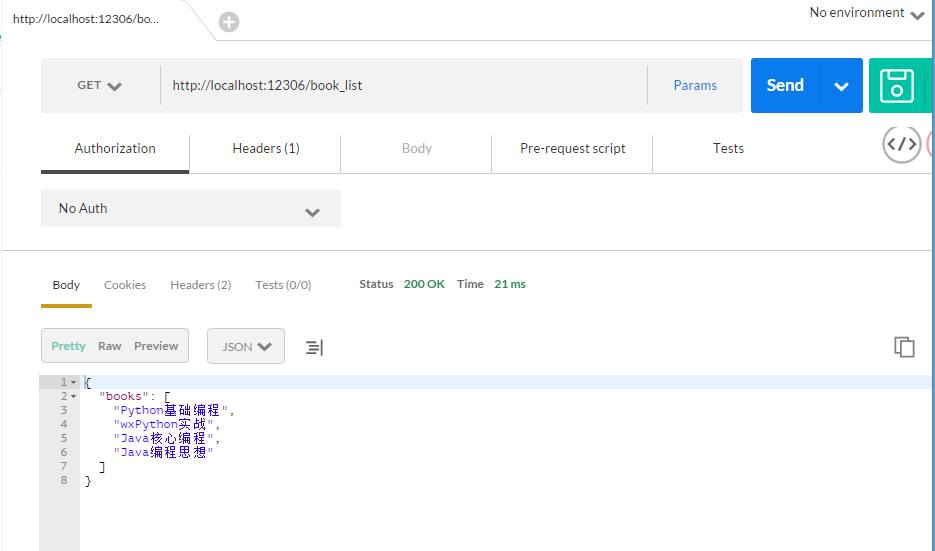 http://localhost:12306/bo...
No environment
GET
http://localhost:12306/book_list
Params
Send
Authorization
Headers (1)
Body
Pre-request script
Tests
</>
No Auth
Body
Cookies
Headers (2)
Tests (0/0)
Status 200 OK
Time 21 ms
Pretty
Raw
Preview
JSON
1 {
2 "books": [
3 "Python基础编程",
4 "wxPython实战",
5 "Java核心编程",
6 "Java编程思想"
7 ]
8 }